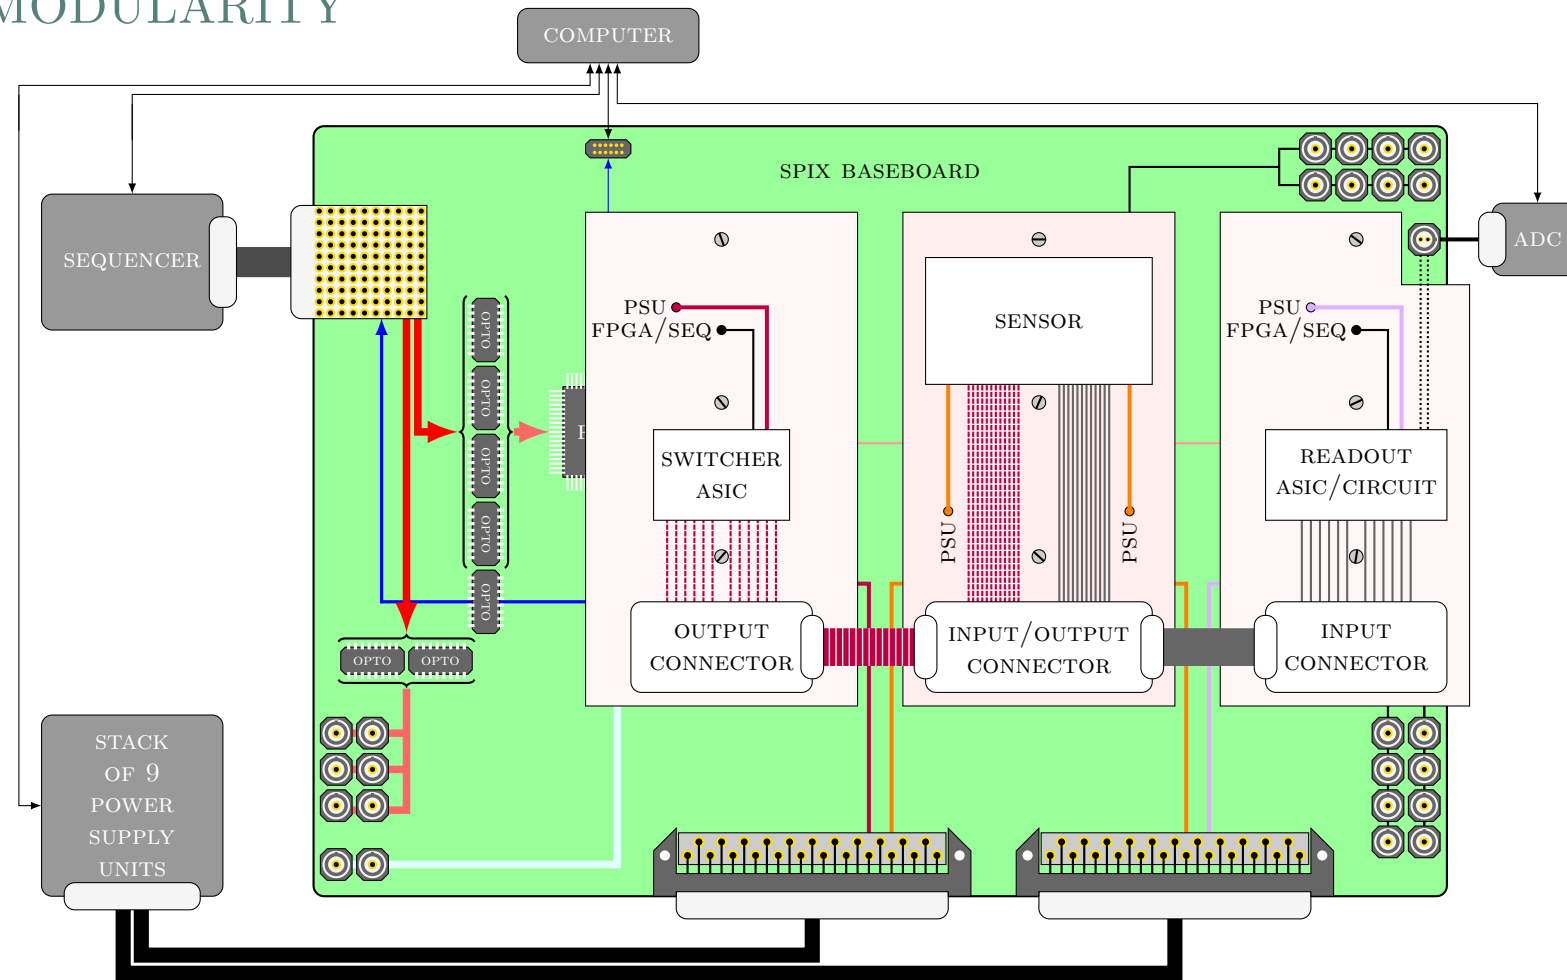 MODULARITY
COMPUTER
SPIX BASEBOARD
SEQUENCER
ADC
PSU
FPGA/SEQ
SENSOR
PSU
FPGA/SEQ
OPTO
OPTO
OPTO
OPTO
OPTO
SWITCHER
ASIC
PSU
PSU
READOUT
ASIC/CIRCUIT
OUTPUT
CONNECTOR
INPUT/OUTPUT
CONNECTOR
INPUT
CONNECTOR
OPTO
OPTO
STACK
OF 9
POWER
SUPPLY
UNITS